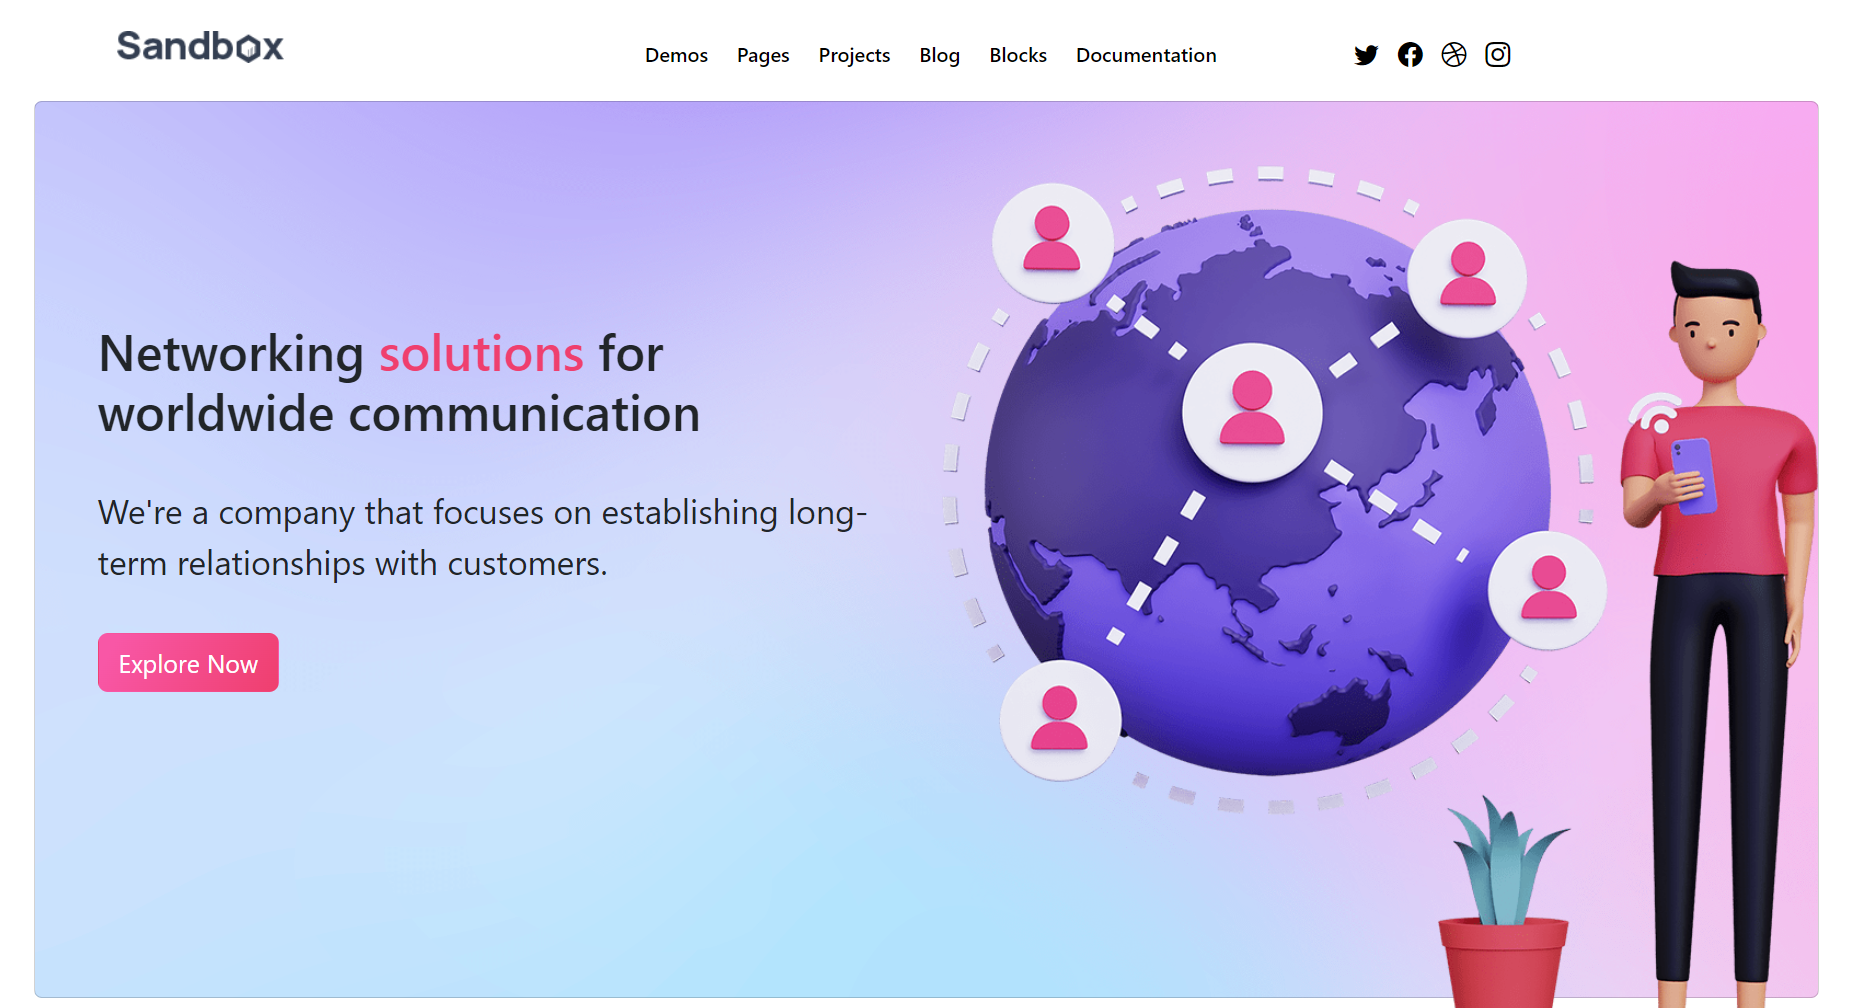 Sandbox
Demos Pages Projects Blog Blocks Documentation
Networking solutions for
worldwide communication
We're a company that focuses on establishing long-
term relationships with customers.
Explore Now